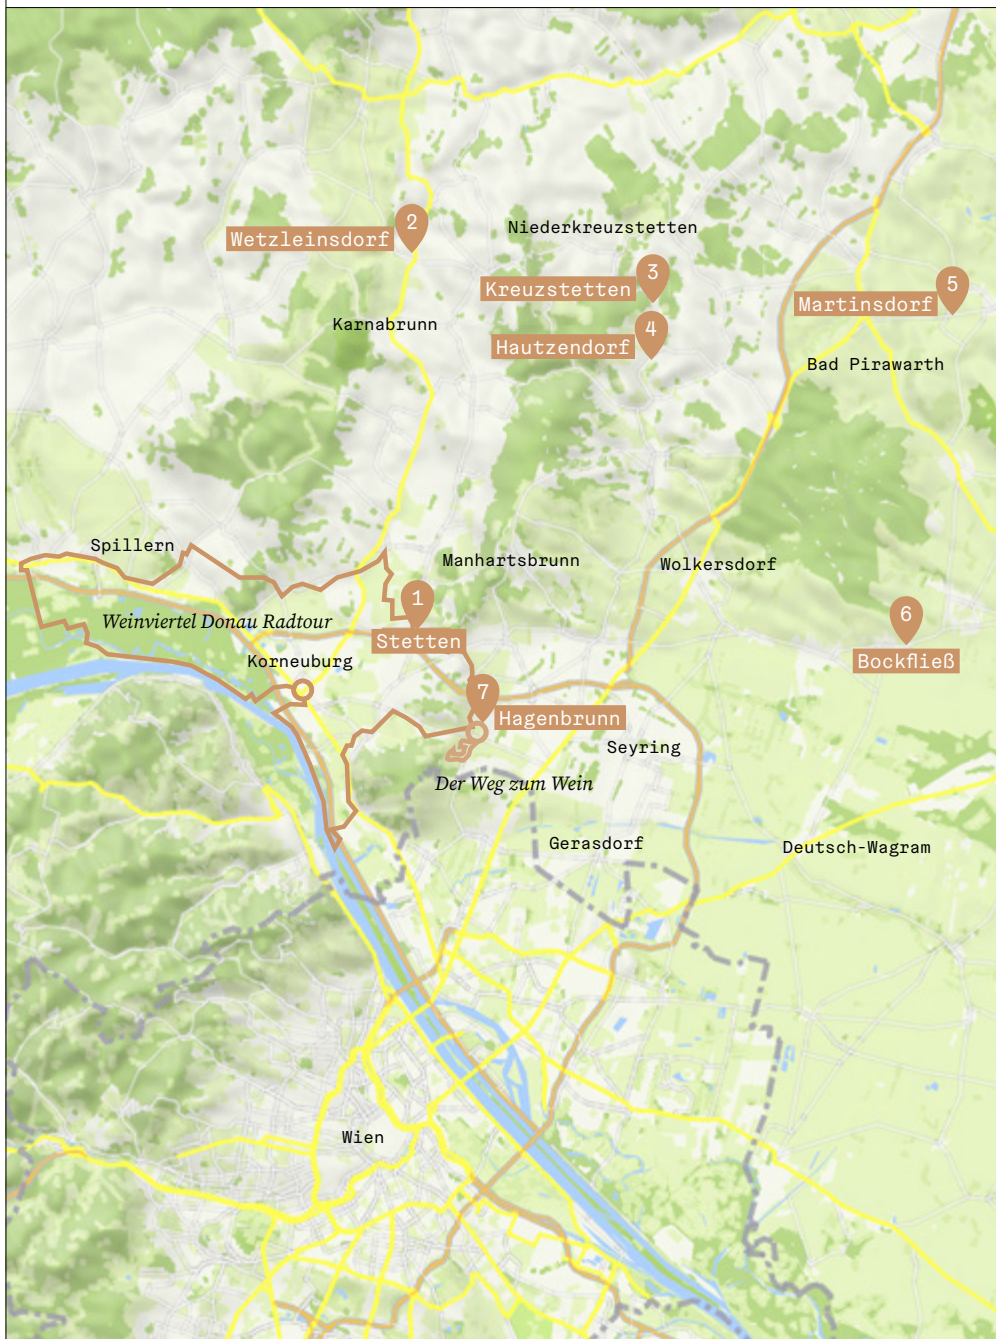 2
Wetzleinsdorf
Niederkreuzstetten
3
Kreuzstetten
5
Martinsdorf
Karnabrunn
4
Hautzendorf
Bad Pirawarth
Spillern
Manhartsbrunn
Wolkersdorf
1
Weinviertel Donau Radtour
6
Stetten
Korneuburg
Bockfließ
7
Hagenbrunn
Seyring
Der Weg zum Wein
Gerasdorf
Deutsch-Wagram
Wien